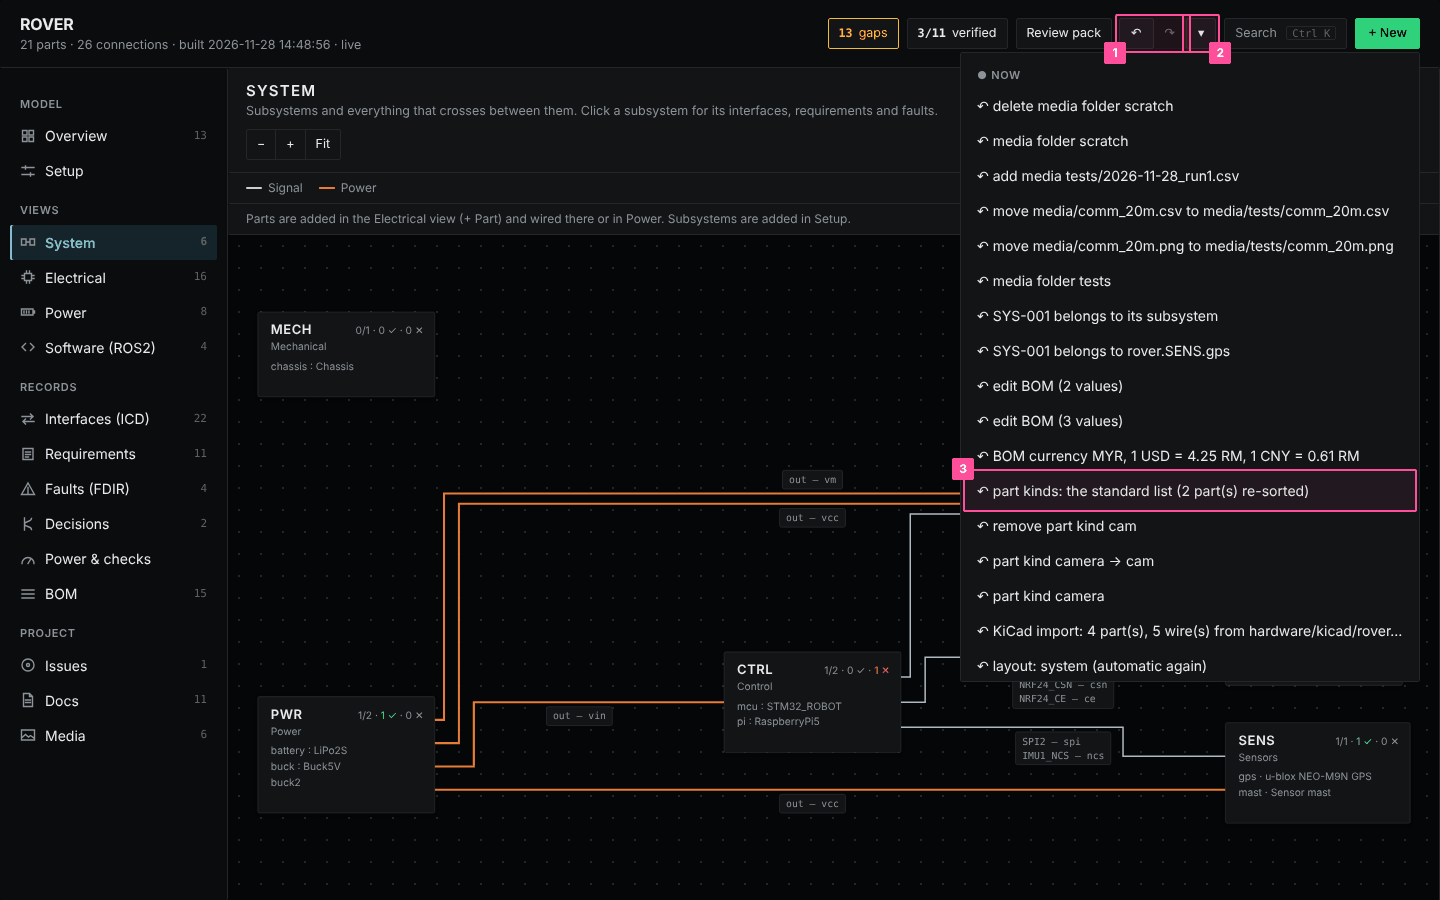 ROVER
21 parts · 26 connections · built 2026-11-28 14:48:56 · live
13 gaps
3/11 verified
Review pack
↶
↷
▾
Search Ctrl K
+ New
1
2
MODEL
Overview 13
Setup
VIEWS
System 6
Electrical 16
Power 8
Software (ROS2) 4
RECORDS
Interfaces (ICD) 22
Requirements 11
Faults (FDIR) 4
Decisions 2
Power & checks
BOM 15
PROJECT
Issues 1
Docs 11
Media 6
SYSTEM
Subsystems and everything that crosses between them. Click a subsystem for its interfaces, requirements and faults.
− + Fit
Signal Power
Parts are added in the Electrical view (+ Part) and wired there or in Power. Subsystems are added in Setup.
NOW
↶ delete media folder scratch
↶ media folder scratch
↶ add media tests/2026-11-28_run1.csv
↶ move media/comm_20m.csv to media/tests/comm_20m.csv
↶ move media/comm_20m.png to media/tests/comm_20m.png
↶ media folder tests
↶ SYS-001 belongs to its subsystem
↶ SYS-001 belongs to rover.SENS.gps
↶ edit BOM (2 values)
↶ edit BOM (3 values)
↶ BOM currency MYR, 1 USD = 4.25 RM, 1 CNY = 0.61 RM
3
↶ part kinds: the standard list (2 part(s) re-sorted)
↶ remove part kind cam
↶ part kind camera → cam
↶ part kind camera
↶ KiCad import: 4 part(s), 5 wire(s) from hardware/kicad/rover...
↶ layout: system (automatic again)
MECH 0/1 · 0 ✓ · 0 ✕
Mechanical
chassis : Chassis
out — vm
out — vcc
CTRL 1/2 · 0 ✓ · 1 ✕
Control
mcu : STM32_ROBOT
pi : RaspberryPi5
NRF24_CSN — csn
NRF24_CE — ce
PWR 1/2 · 1 ✓ · 0 ✕
Power
battery : LiPo2S
buck : Buck5V
buck2
out — vin
SPI2 — spi
IMU1_NCS — ncs
SENS 1/1 · 1 ✓ · 0 ✕
Sensors
gps · u-blox NEO-M9N GPS
mast · Sensor mast
out — vcc